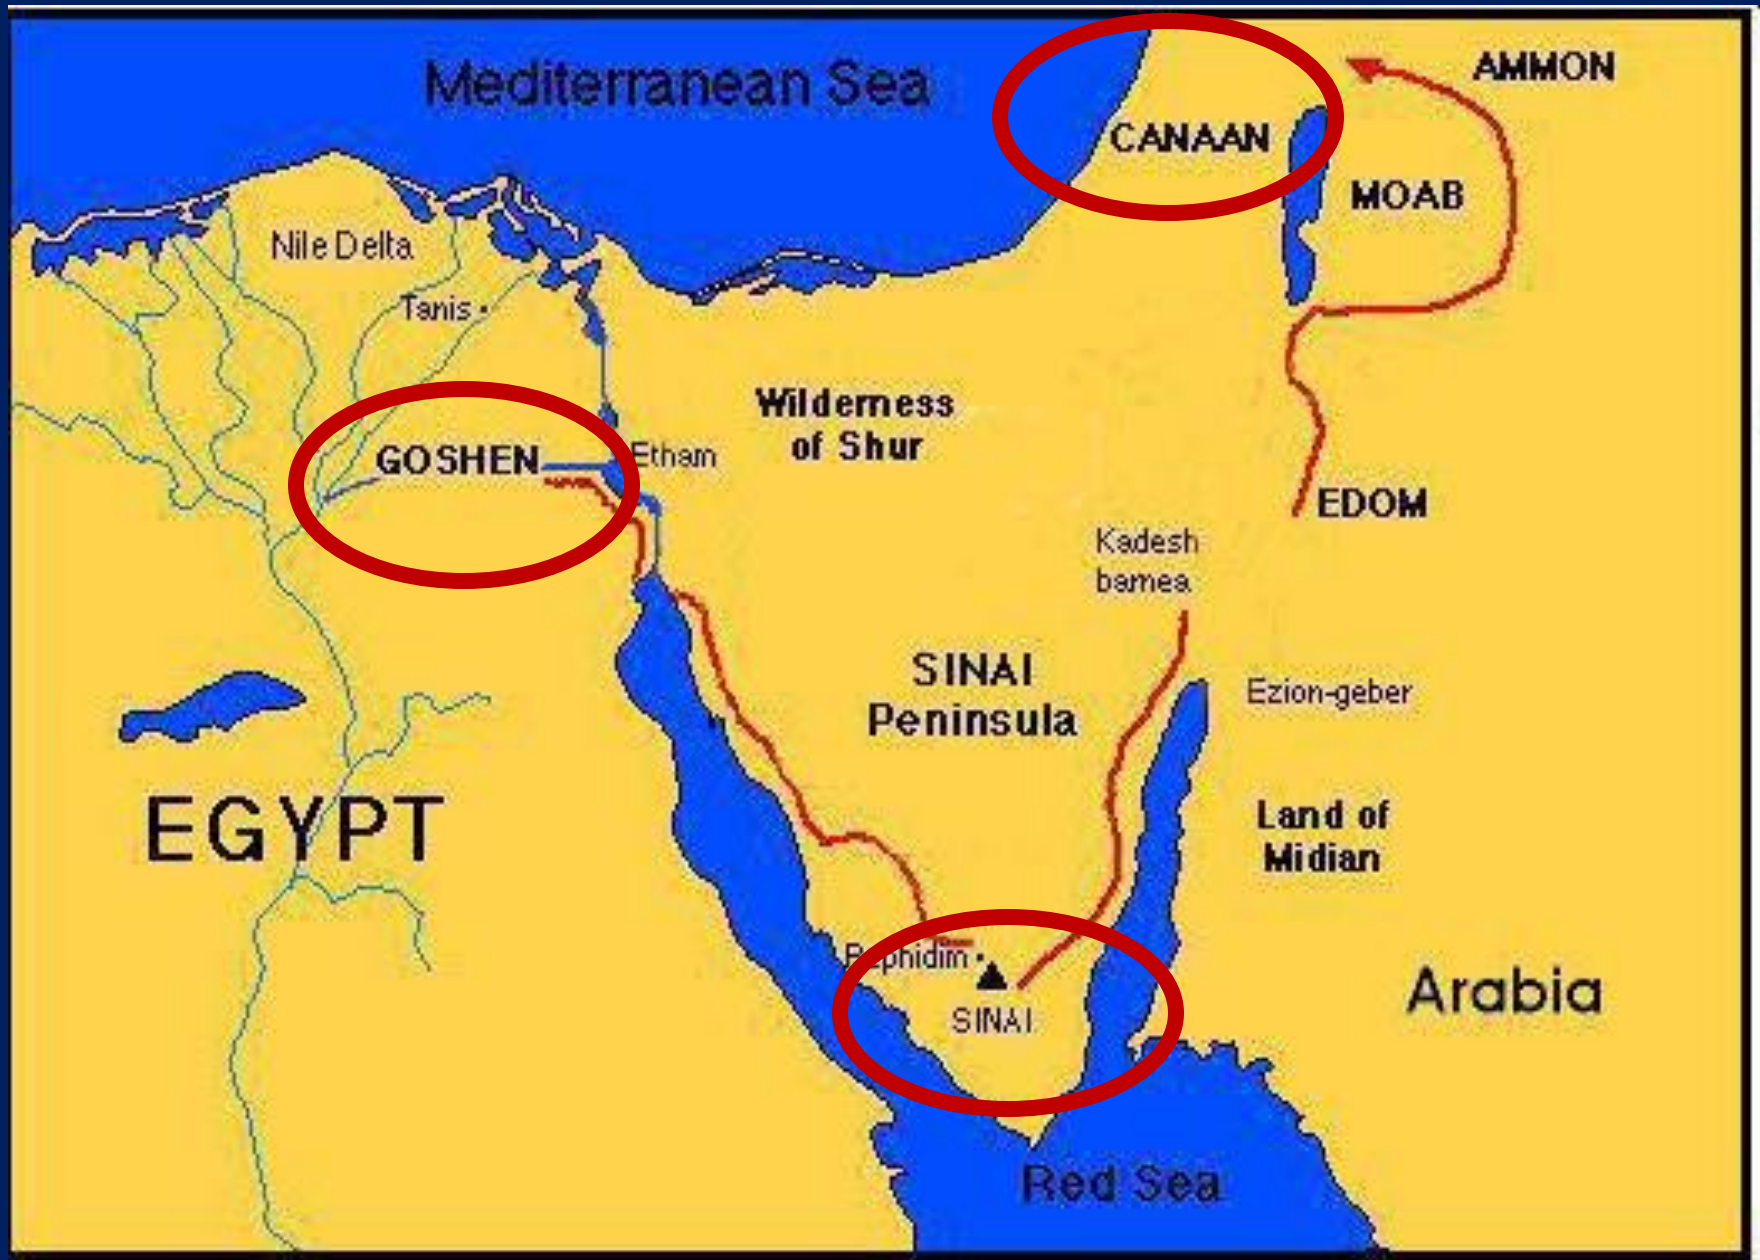 Mediterranean Sea
AMMON
CANAAN
MOAB
Nile Delta
Tanis
Wilderness
of Shur
GOSHEN
Etham
EDOM
Kadesh
barnea
SINAI
Peninsula
Ezion-geber
EGYPT
Land of
Midian
Rephidim
SINAI
Arabia
Red Sea